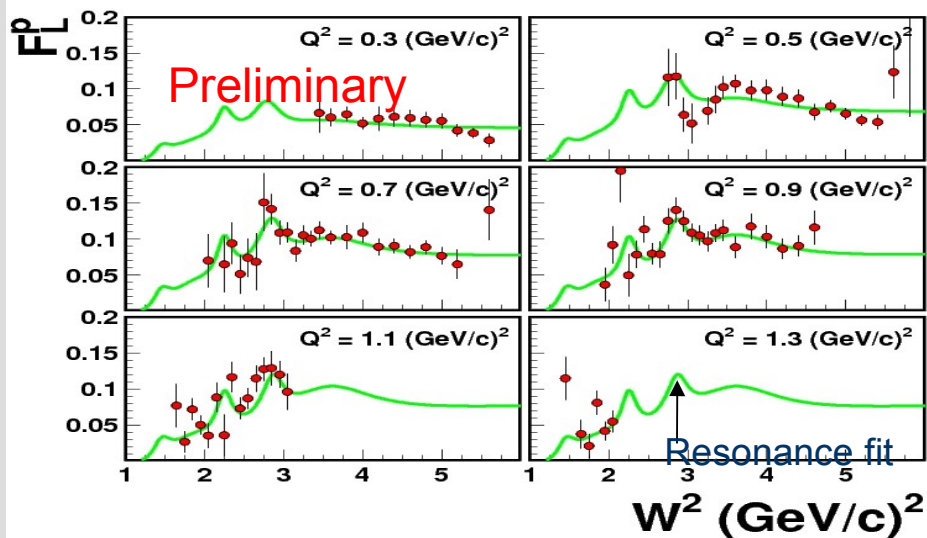 F_L^p
0.2
0.15
0.1
0.05
Q² = 0.3 (GeV/c)²
Preliminary
Q² = 0.5 (GeV/c)²
0.2
0.15
0.1
0.05
Q² = 0.7 (GeV/c)²
Q² = 0.9 (GeV/c)²
0.2
0.15
0.1
0.05
Q² = 1.1 (GeV/c)²
Q² = 1.3 (GeV/c)²
Resonance fit
1 2 3 4 5 1 2 3 4 5
W² (GeV/c)²